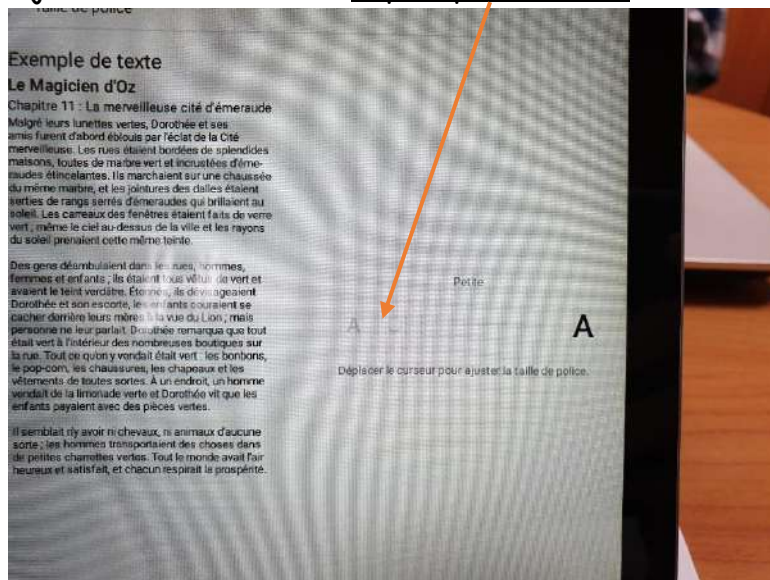 Taille de police
Exemple de texte
Le Magicien d'Oz
Chapitre 11 : La merveilleuse cité d'émeraude
Malgré leurs lunettes vertes, Dorothée et ses
amis furent d'abord éblouis par l'éclat de la Cité
merveilleuse. Les rues étaient bordées de splendides
maisons, toutes de marbre vert et incrustées d'éme-
raudes étincelantes. Ils marchaient sur une chaussée
du même marbre, et les jointures des dalles étaient
serties de rangs serrés d'émeraudes qui brillaient au
soleil. Les carreaux des fenêtres étaient faits de verre
vert ; même le ciel au-dessus de la ville et les rayons
du soleil prenaient cette même teinte.
Des gens déambulaient dans les rues, hommes,
femmes et enfants ; ils étaient tous vêtus de vert et
avaient le teint verdâtre. Étonnés, ils dévisageaient
Dorothée et son escorte, les enfants couraient se
cacher derrière leurs mères à la vue du Lion ; mais
personne ne leur parlait. Dorothée remarqua que tout
était vert à l'intérieur des nombreuses boutiques sur
la rue. Tout ce qu'on y vendait était vert : les bonbons,
le pop-corn, les chaussures, les chapeaux et les
vêtements de toutes sortes. À un endroit, un homme
vendait de la limonade verte et Dorothée vit que les
enfants payaient avec des pièces vertes.
Il semblait n'y avoir ni chevaux, ni animaux d'aucune
sorte ; les hommes transportaient des choses dans
de petites charrettes vertes. Tout le monde avait l'air
heureux et satisfait, et chacun respirait la prospérité.
Petite
A
A
Déplacer le curseur pour ajuster la taille de police.